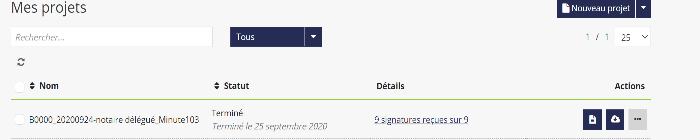 Mes projets
Nouveau projet
Rechercher...
Tous
1 / 1
25
Nom
Statut
Détails
Actions
B0000_20200924-notaire délégué_Minute103
Terminé
Terminé le 25 septembre 2020
9 signatures reçues sur 9